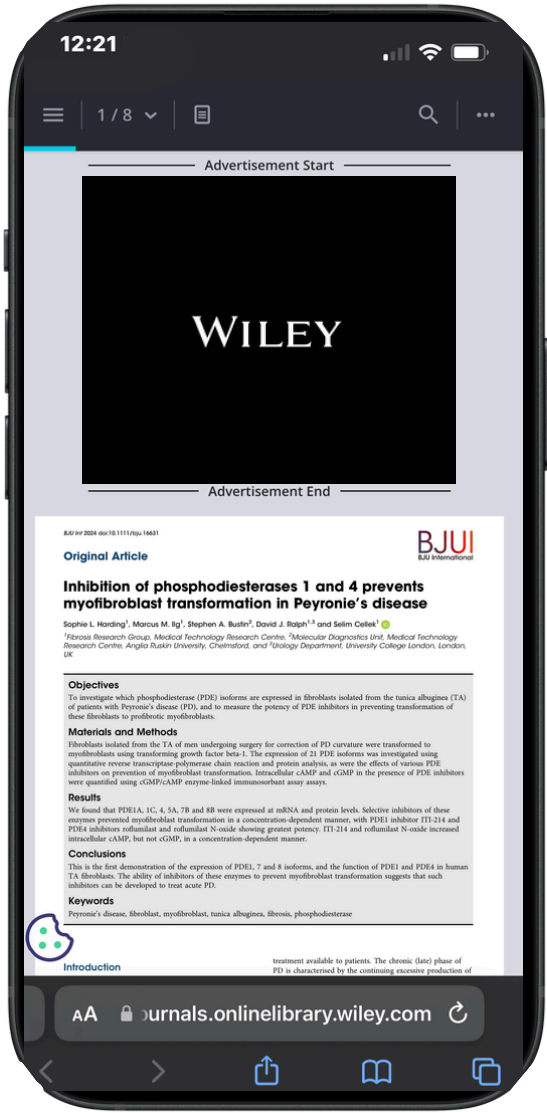 12:21
1 / 8
Advertisement Start
WILEY
Advertisement End
BJU Int 2024 doi:10.1111/bju.16631
Original Article
BJUI
BJU International
Inhibition of phosphodiesterases 1 and 4 prevents
myofibroblast transformation in Peyronie's disease
Sophie L. Harding1, Marcus M. Ilg1, Stephen A. Bustin2, David J. Ralph1,3 and Selim Cellek1
1Fibrosis Research Group, Medical Technology Research Centre, 2Molecular Diagnostics Unit, Medical Technology
Research Centre, Anglia Ruskin University, Chelmsford, and 3Urology Department, University College London, London,
UK
Objectives
To investigate which phosphodiesterase (PDE) isoforms are expressed in fibroblasts isolated from the tunica albuginea (TA)
of patients with Peyronie's disease (PD), and to measure the potency of PDE inhibitors in preventing transformation of
these fibroblasts to profibrotic myofibroblasts.
Materials and Methods
Fibroblasts isolated from the TA of men undergoing surgery for correction of PD curvature were transformed to
myofibroblasts using transforming growth factor beta-1. The expression of 21 PDE isoforms was investigated using
quantitative reverse transcriptase-polymerase chain reaction and protein analysis, as were the effects of various PDE
inhibitors on prevention of myofibroblast transformation. Intracellular cAMP and cGMP in the presence of PDE inhibitors
were quantified using cGMP/cAMP enzyme-linked immunosorbent assay assays.
Results
We found that PDE1A, 1C, 4, 5A, 7B and 8B were expressed at mRNA and protein levels. Selective inhibitors of these
enzymes prevented myofibroblast transformation in a concentration-dependent manner, with PDE1 inhibitor ITI-214 and
PDE4 inhibitors roflumilast and roflumilast N-oxide showing greatest potency. ITI-214 and roflumilast N-oxide increased
intracellular cAMP, but not cGMP, in a concentration-dependent manner.
Conclusions
This is the first demonstration of the expression of PDE1, 7 and 8 isoforms, and the function of PDE1 and PDE4 in human
TA fibroblasts. The ability of inhibitors of these enzymes to prevent myofibroblast transformation suggests that such
inhibitors can be developed to treat acute PD.
Keywords
Peyronie's disease, fibroblast, myofibroblast, tunica albuginea, fibrosis, phosphodiesterase
Introduction
treatment available to patients. The chronic (late) phase of
PD is characterised by the continuing excessive production of
AA
ournals.onlinelibrary.wiley.com